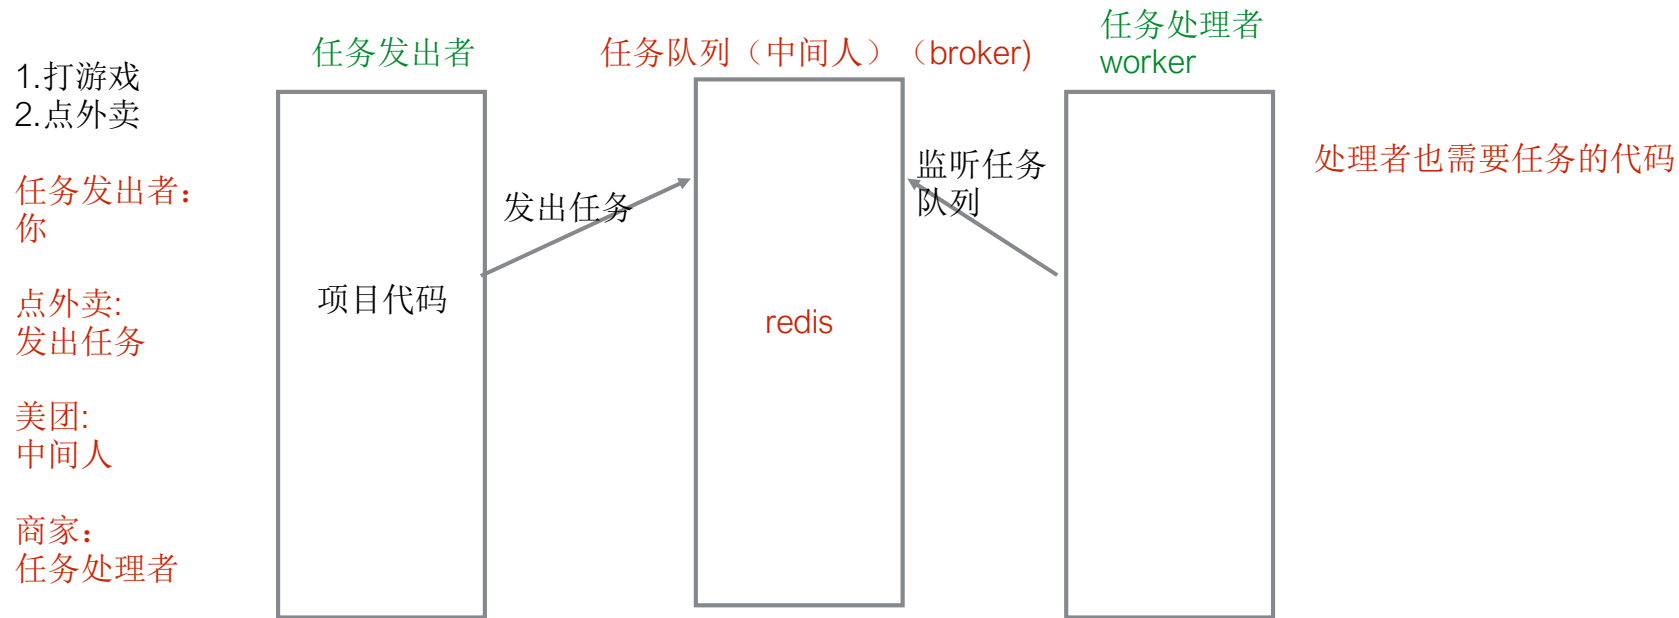 1.打游戏
2.点外卖
任务发出者：
你
点外卖:
发出任务
美团:
中间人
商家：
任务处理者
任务发出者
项目代码
发出任务
任务队列（中间人）（broker)
redis
监听任务
队列
任务处理者
worker
处理者也需要任务的代码